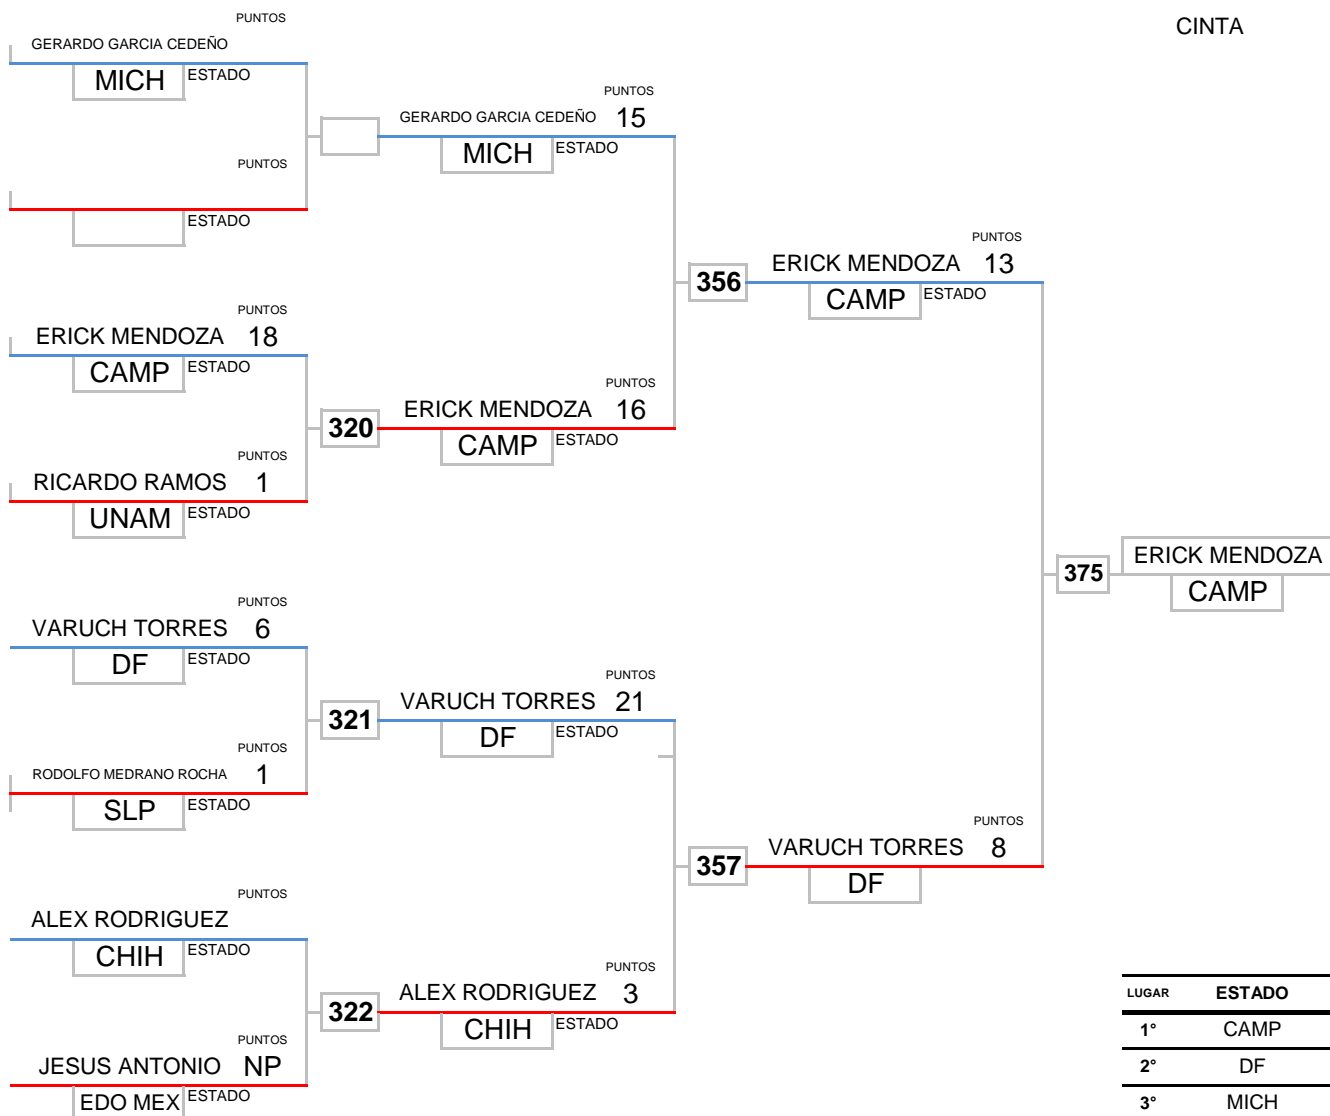 PUNTOS
CINTA
GERARDO GARCIA CEDEÑO
MICH ESTADO
PUNTOS
GERARDO GARCIA CEDEÑO 15
MICH ESTADO
PUNTOS
ESTADO
PUNTOS
ERICK MENDOZA 13
356
CAMP ESTADO
PUNTOS
ERICK MENDOZA 18
CAMP ESTADO
PUNTOS
ERICK MENDOZA 16
320
CAMP ESTADO
PUNTOS
RICARDO RAMOS 1
UNAM ESTADO
ERICK MENDOZA
375
CAMP
PUNTOS
VARUCH TORRES 6
DF ESTADO
PUNTOS
VARUCH TORRES 21
321
DF ESTADO
PUNTOS
RODOLFO MEDRANO ROCHA 1
SLP ESTADO
PUNTOS
VARUCH TORRES 8
357
DF
PUNTOS
ALEX RODRIGUEZ
CHIH ESTADO
PUNTOS
ALEX RODRIGUEZ 3
322
CHIH ESTADO
PUNTOS
JESUS ANTONIO NP
EDO MEX ESTADO
LUGAR ESTADO
1° CAMP
2° DF
3° MICH